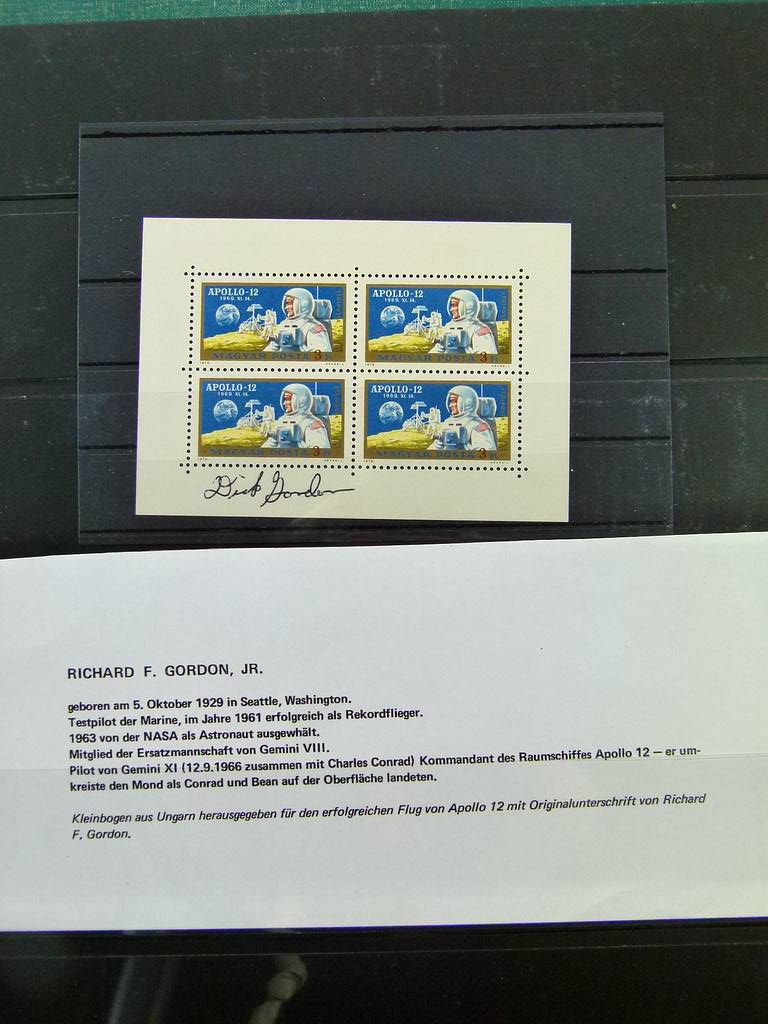 APOLLO-12 APOLLO-12
1969. XI. 14. 1969. XI. 14.
MAGYAR POSTA 3 MAGYAR POSTA 3
APOLLO-12 APOLLO-12
1969. XI. 14. 1969. XI. 14.
MAGYAR POSTA 3 MAGYAR POSTA 3
Dick Gordon
RICHARD F. GORDON, JR.
geboren am 5. Oktober 1929 in Seattle, Washington.
Testpilot der Marine, im Jahre 1961 erfolgreich als Rekordflieger.
1963 von der NASA als Astronaut ausgewählt.
Mitglied der Ersatzmannschaft von Gemini VIII.
Pilot von Gemini XI (12.9.1966 zusammen mit Charles Conrad) Kommandant des Raumschiffes Apollo 12 — er um-
kreiste den Mond als Conrad und Bean auf der Oberfläche landeten.
Kleinbogen aus Ungarn herausgegeben für den erfolgreichen Flug von Apollo 12 mit Originalunterschrift von Richard
F. Gordon.